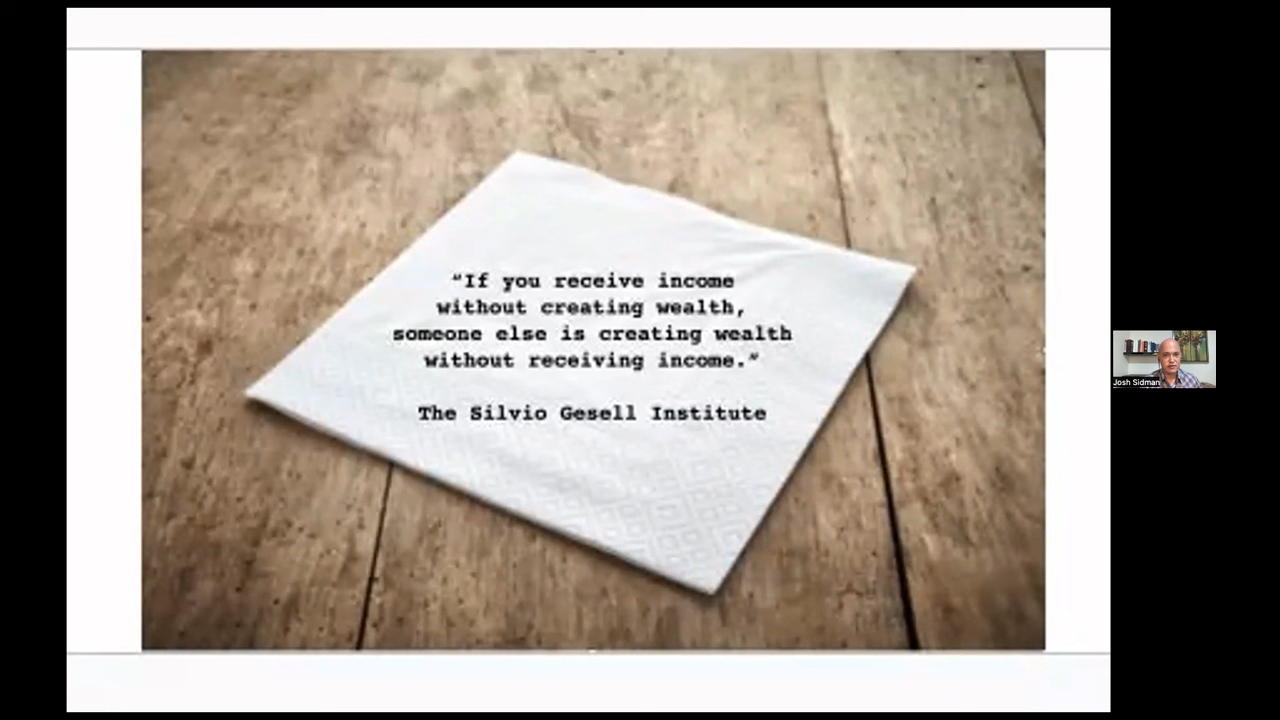 “If you receive income
without creating wealth,
someone else is creating wealth
without receiving income.”
The Silvio Gesell Institute
Josh Sidman